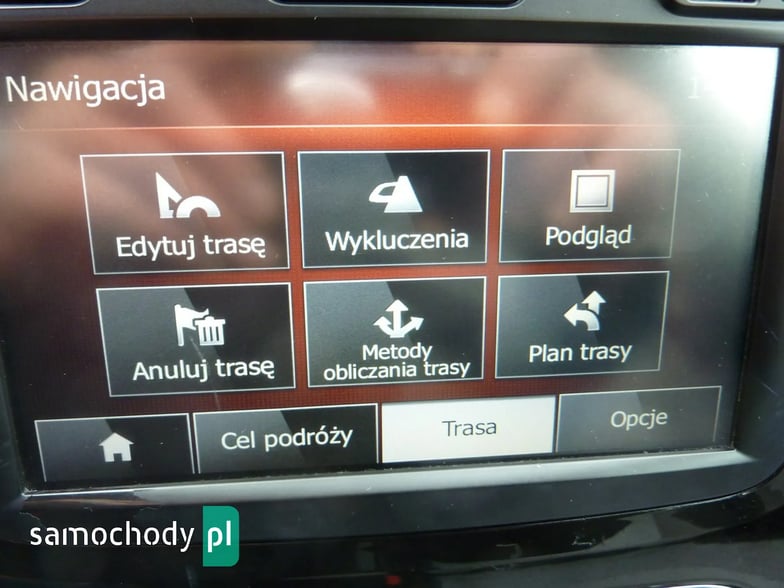 Nawigacja
Edytuj trasę
Wykluczenia
Podgląd
Anuluj trasę
Metody
obliczania trasy
Plan trasy
Cel podróży
Trasa
Opcje
samochody pl